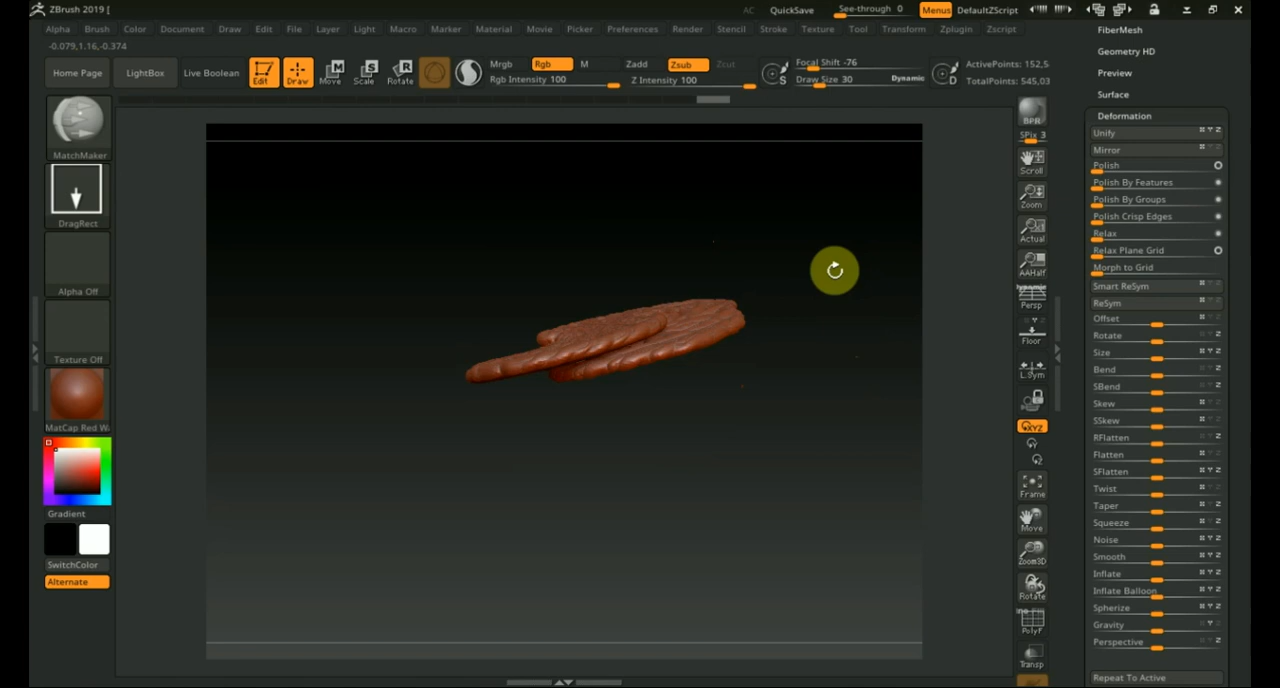 ZBrush 2019 [
AC QuickSave See-through 0 Menus DefaultZScript
Alpha Brush Color Document Draw Edit File Layer Light Macro Marker Material Movie Picker Preferences Render Stencil Stroke Texture Tool Transform Zplugin Zscript
-0.079,1.16,-0.374
Home Page LightBox Live Boolean Edit Draw Move Scale Rotate
Mrgb Rgb M Zadd Zsub Zcut Focal Shift -76 ActivePoints: 152,5
Rgb Intensity 100 Z Intensity 100 Draw Size 30 Dynamic TotalPoints: 545,03
S
D
MatchMaker
DragRect
Alpha Off
Texture Off
MatCap Red W
Gradient
SwitchColor
Alternate
BPR
SPix 3
Scroll
Zoom
Actual
AAHalf
Persp
Floor
L.Sym
XYZ
Frame
Move
Zoom3D
Rotate
PolyF
Transp
FiberMesh
Geometry HD
Preview
Surface
Deformation
Unify
Mirror
Polish
Polish By Features
Polish By Groups
Polish Crisp Edges
Relax
Relax Plane Grid
Morph to Grid
Smart ReSym
ReSym
Offset
Rotate
Size
Bend
SBend
Skew
SSkew
RFlatten
Flatten
SFlatten
Twist
Taper
Squeeze
Noise
Smooth
Inflate
Inflate Balloon
Spherize
Gravity
Perspective
Repeat To Active